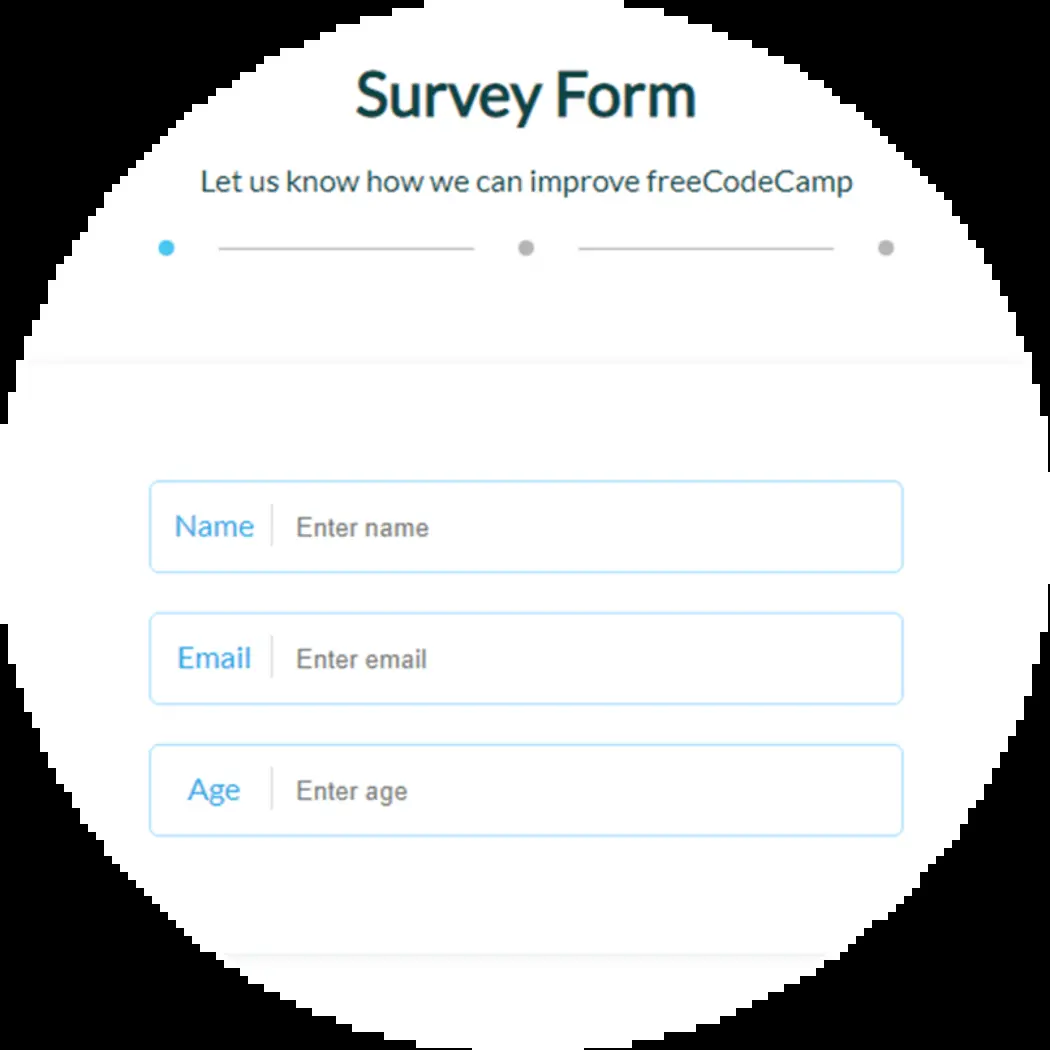 Survey Form
Let us know how we can improve freeCodeCamp
Name Enter name
Email Enter email
Age Enter age